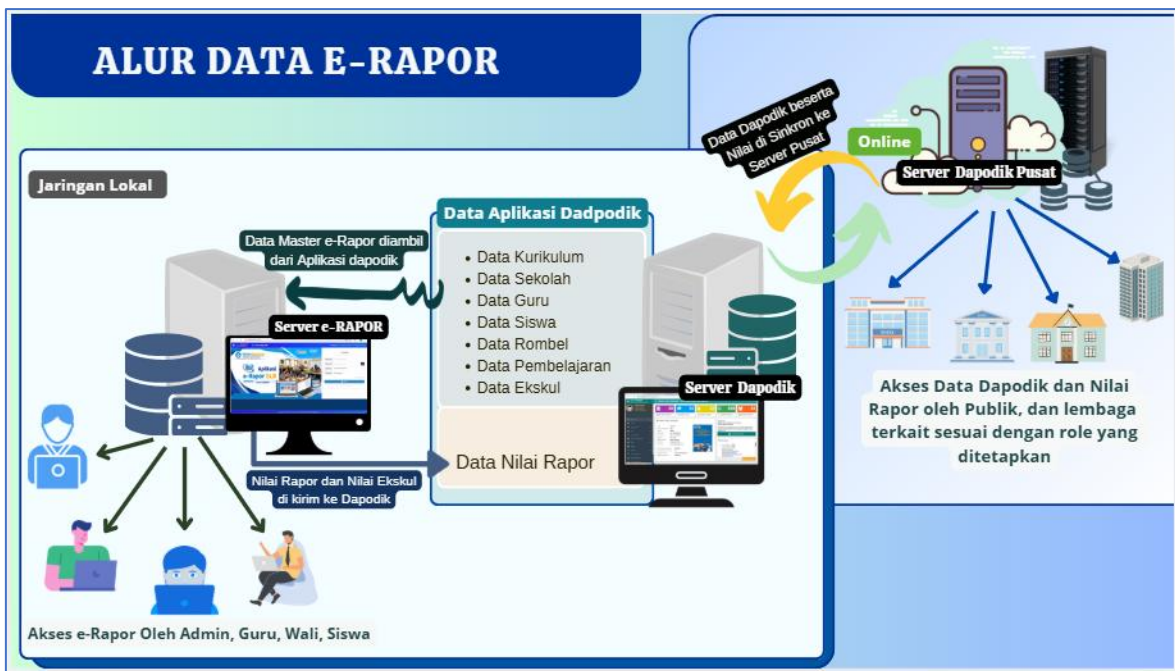 ALUR DATA E-RAPOR
Data Dapodik beserta
Nilai di Sinkron ke
Server Pusat
Online
Server Dapodik Pusat
Jaringan Lokal
Data Aplikasi Dadpodik
Data Master e-Rapor diambil
dari Aplikasi dapodik
• Data Kurikulum
• Data Sekolah
• Data Guru
• Data Siswa
• Data Rombel
• Data Pembelajaran
• Data Ekskul
Server e-RAPOR
Aplikasi
Server Dapodik
Data Nilai Rapor
Nilai Rapor dan Nilai Ekskul
di kirim ke Dapodik
Akses Data Dapodik dan Nilai
Rapor oleh Publik, dan lembaga
terkait sesuai dengan role yang
ditetapkan
Akses e-Rapor Oleh Admin, Guru, Wali, Siswa